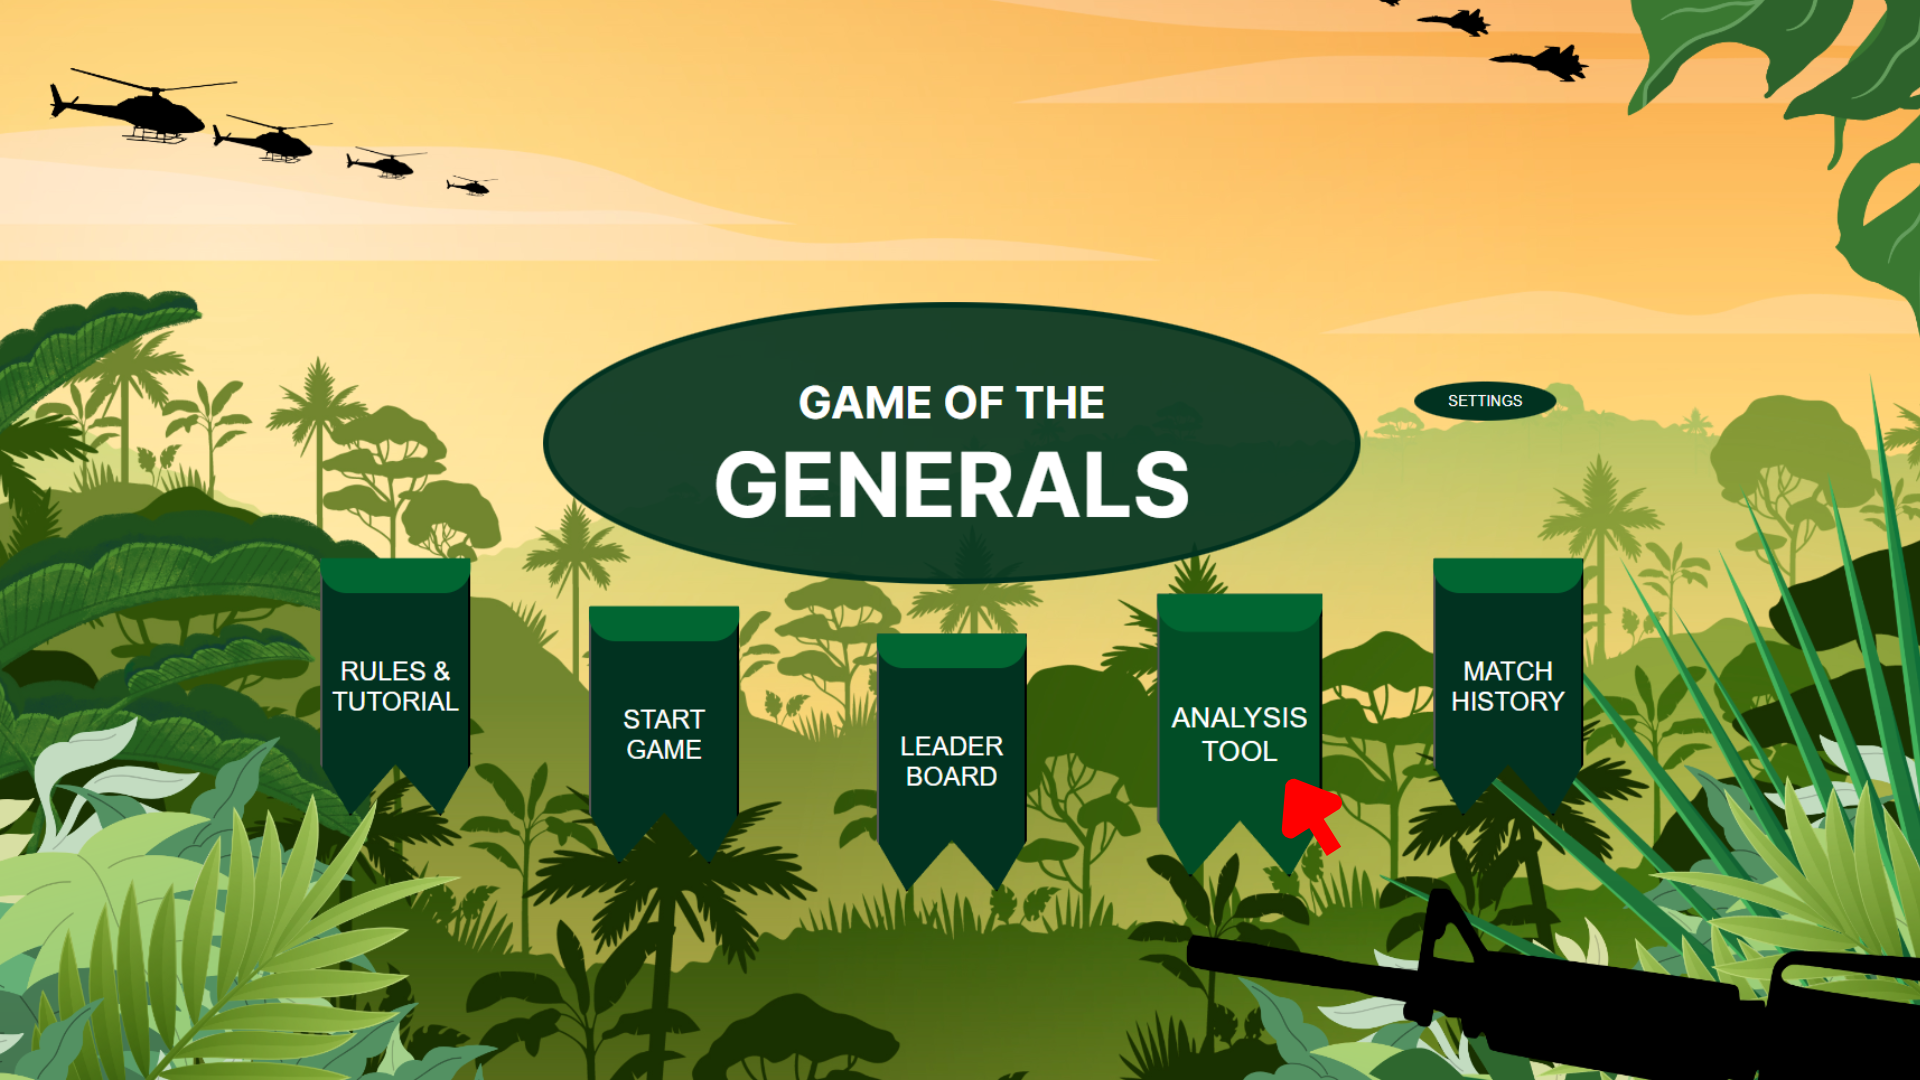 GAME OF THE
GENERALS
SETTINGS
RULES &
TUTORIAL
START
GAME
LEADER
BOARD
ANALYSIS
TOOL
MATCH
HISTORY